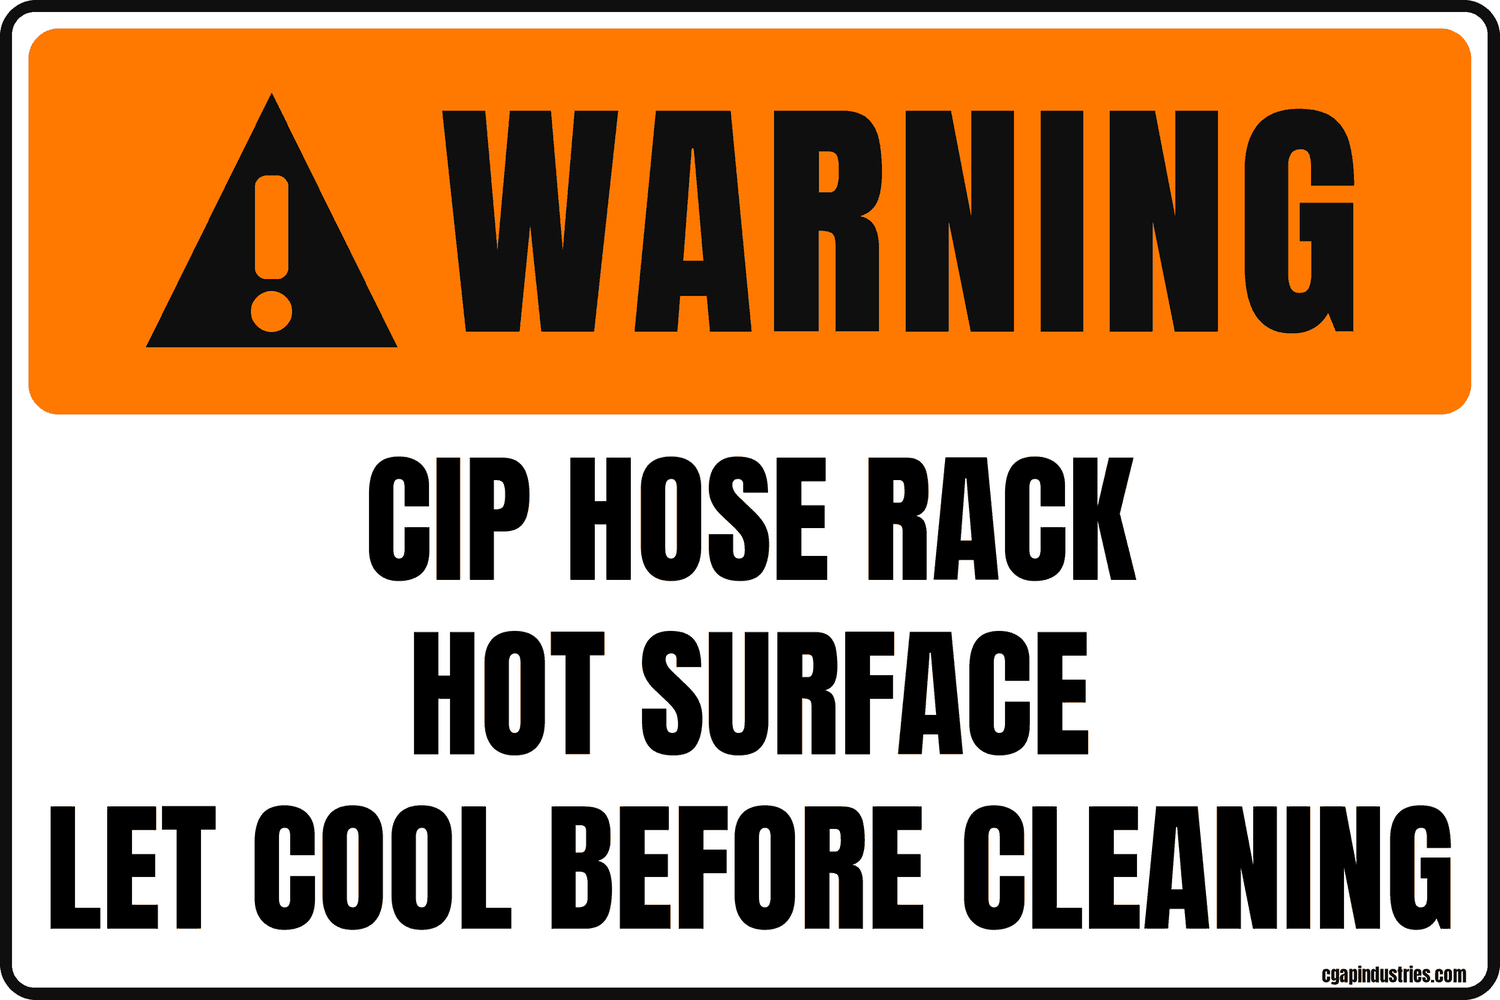 WARNING
CIP HOSE RACK
HOT SURFACE
LET COOL BEFORE CLEANING
cgapindustries.com